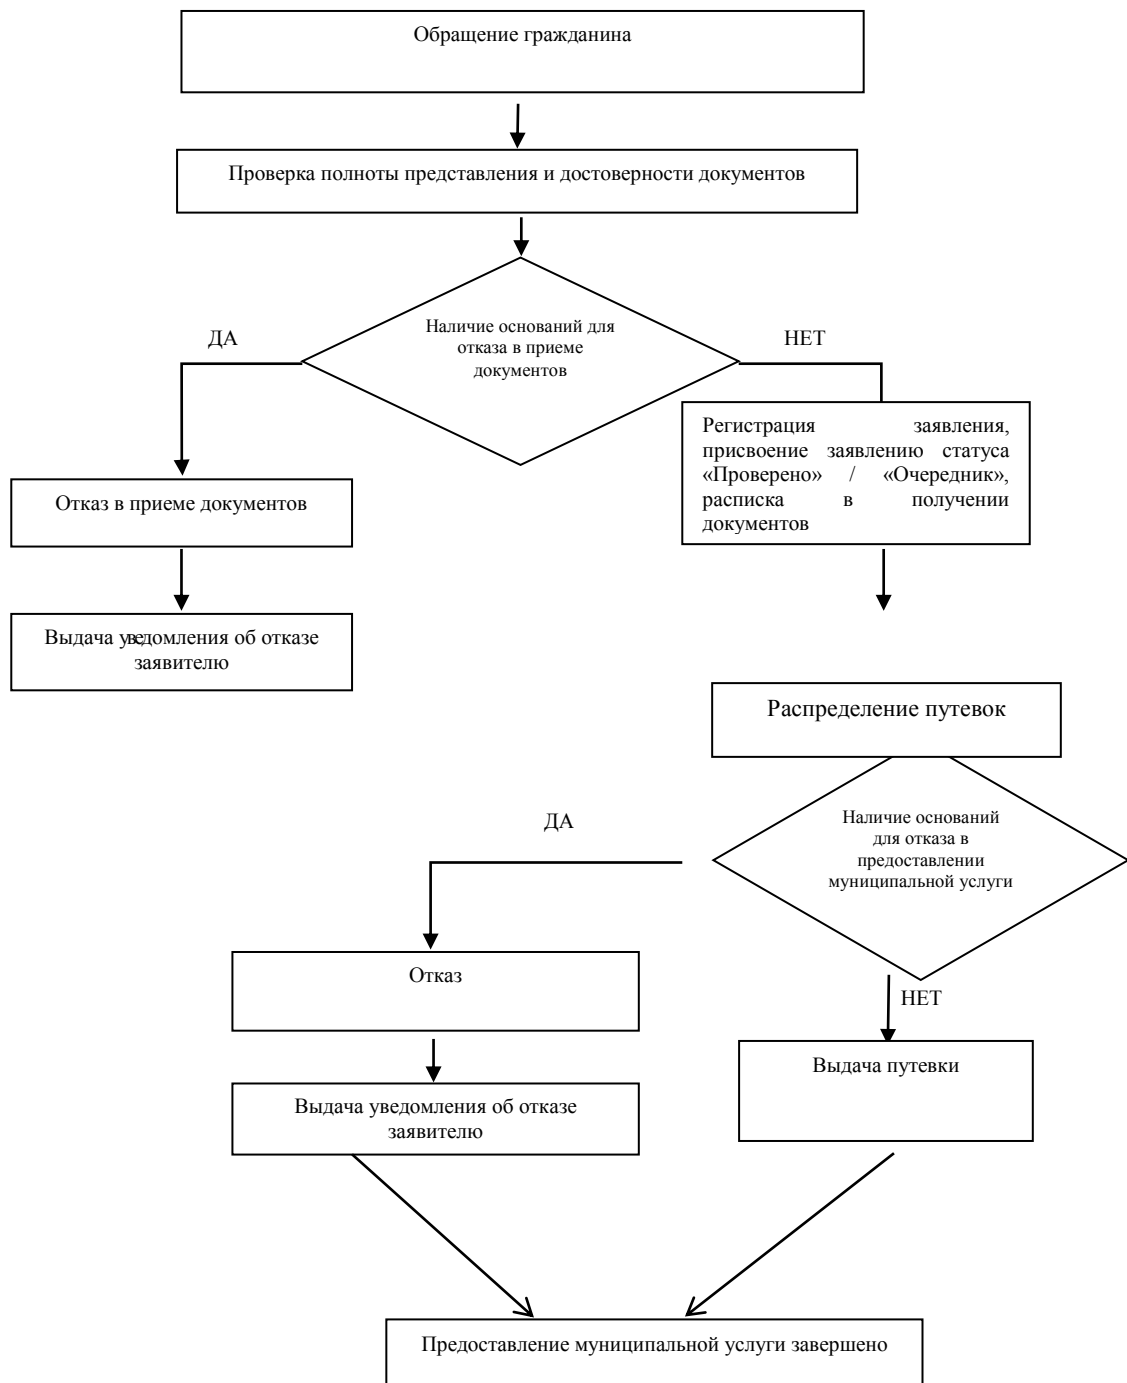 Обращение гражданина
Проверка полноты представления и достоверности документов
ДА
Наличие оснований для
отказа в приеме
документов
НЕТ
Регистрация заявления,
присвоение заявлению статуса
«Проверено» / «Очередник»,
расписка в получении
документов
Отказ в приеме документов
Выдача уведомления об отказе
заявителю
Распределение путевок
ДА
Наличие оснований
для отказа в
предоставлении
муниципальной услуги
Отказ
НЕТ
Выдача путевки
Выдача уведомления об отказе
заявителю
Предоставление муниципальной услуги завершено